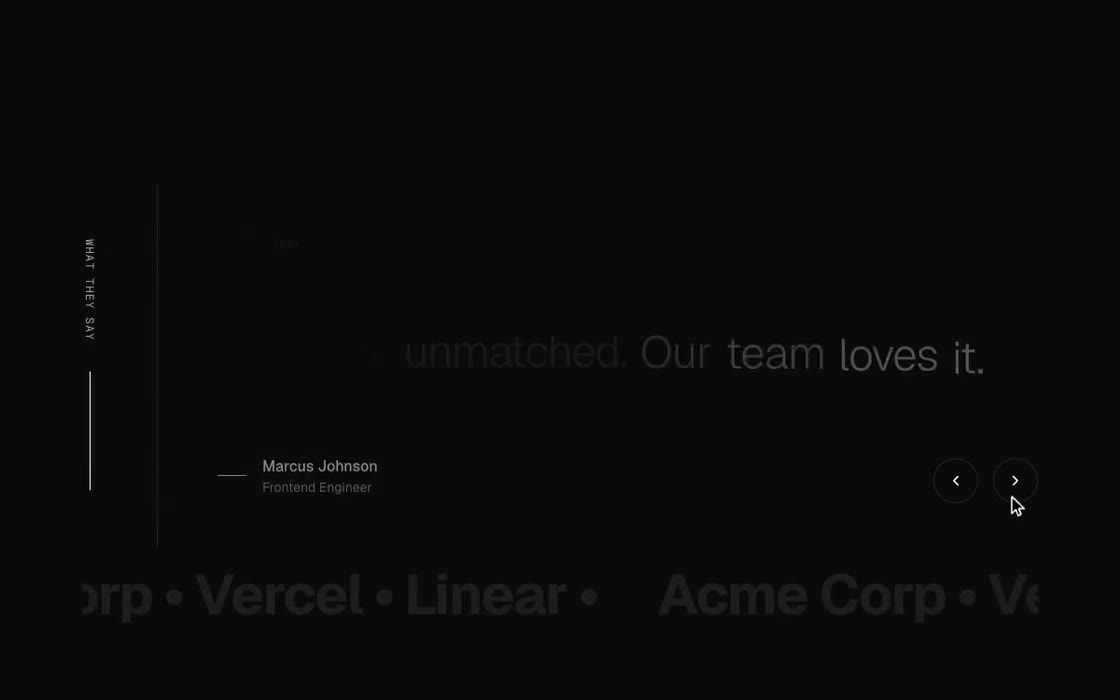 WHAT THEY SAY
unmatched. Our team loves it.
Marcus Johnson
Frontend Engineer
orp • Vercel • Linear • Acme Corp • Ve